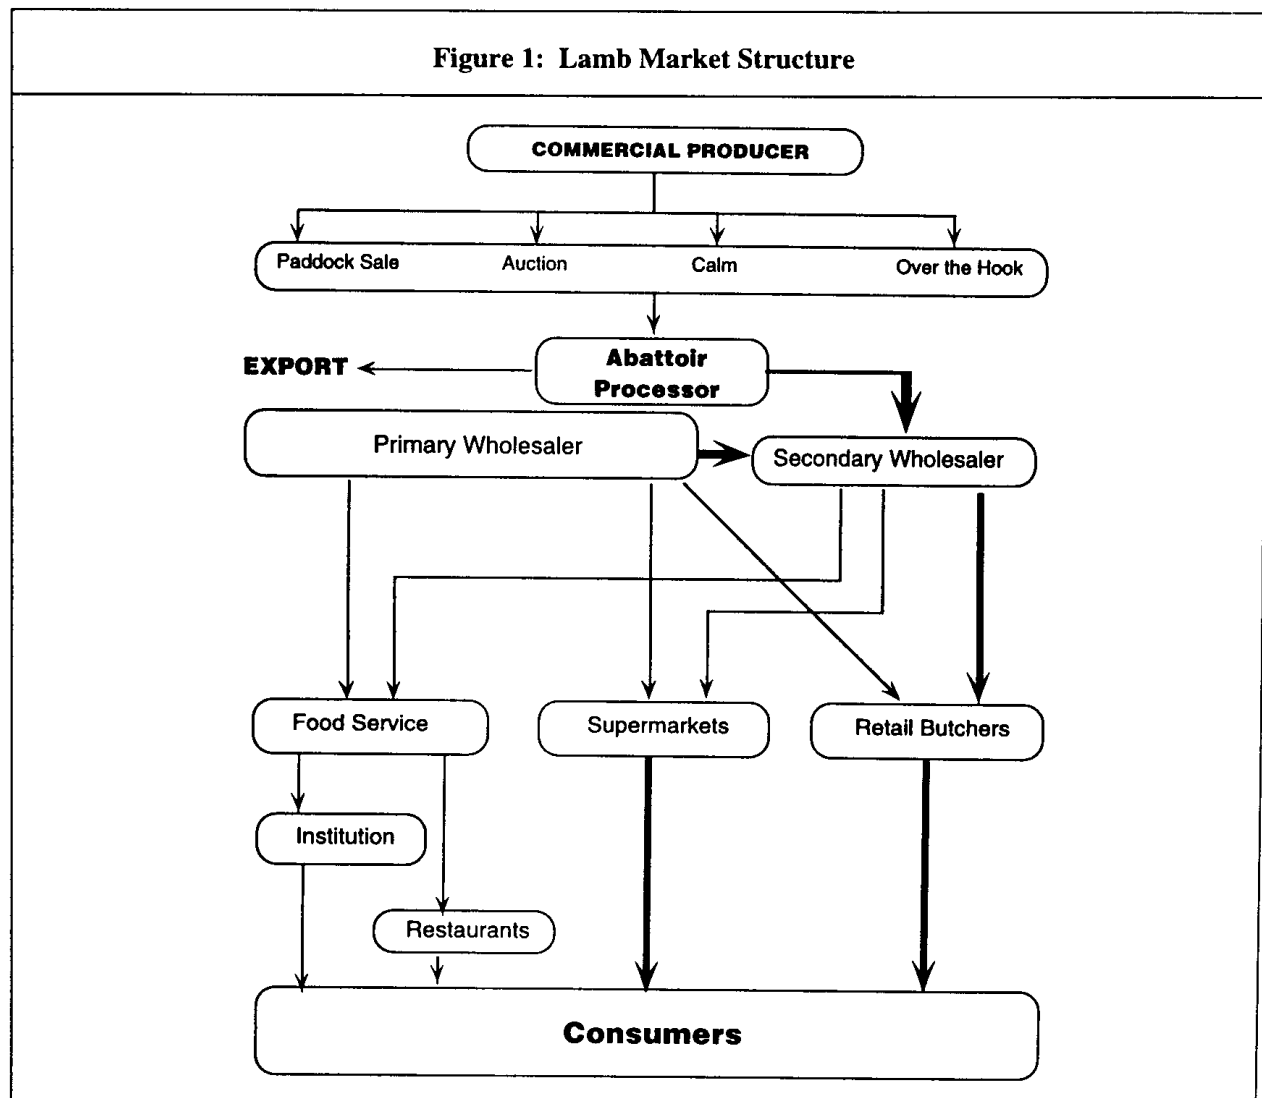 Figure 1: Lamb Market Structure
COMMERCIAL PRODUCER
Paddock Sale
Auction
Calm
Over the Hook
EXPORT
Abattoir
Processor
Primary Wholesaler
Secondary Wholesaler
Food Service
Supermarkets
Retail Butchers
Institution
Restaurants
Consumers